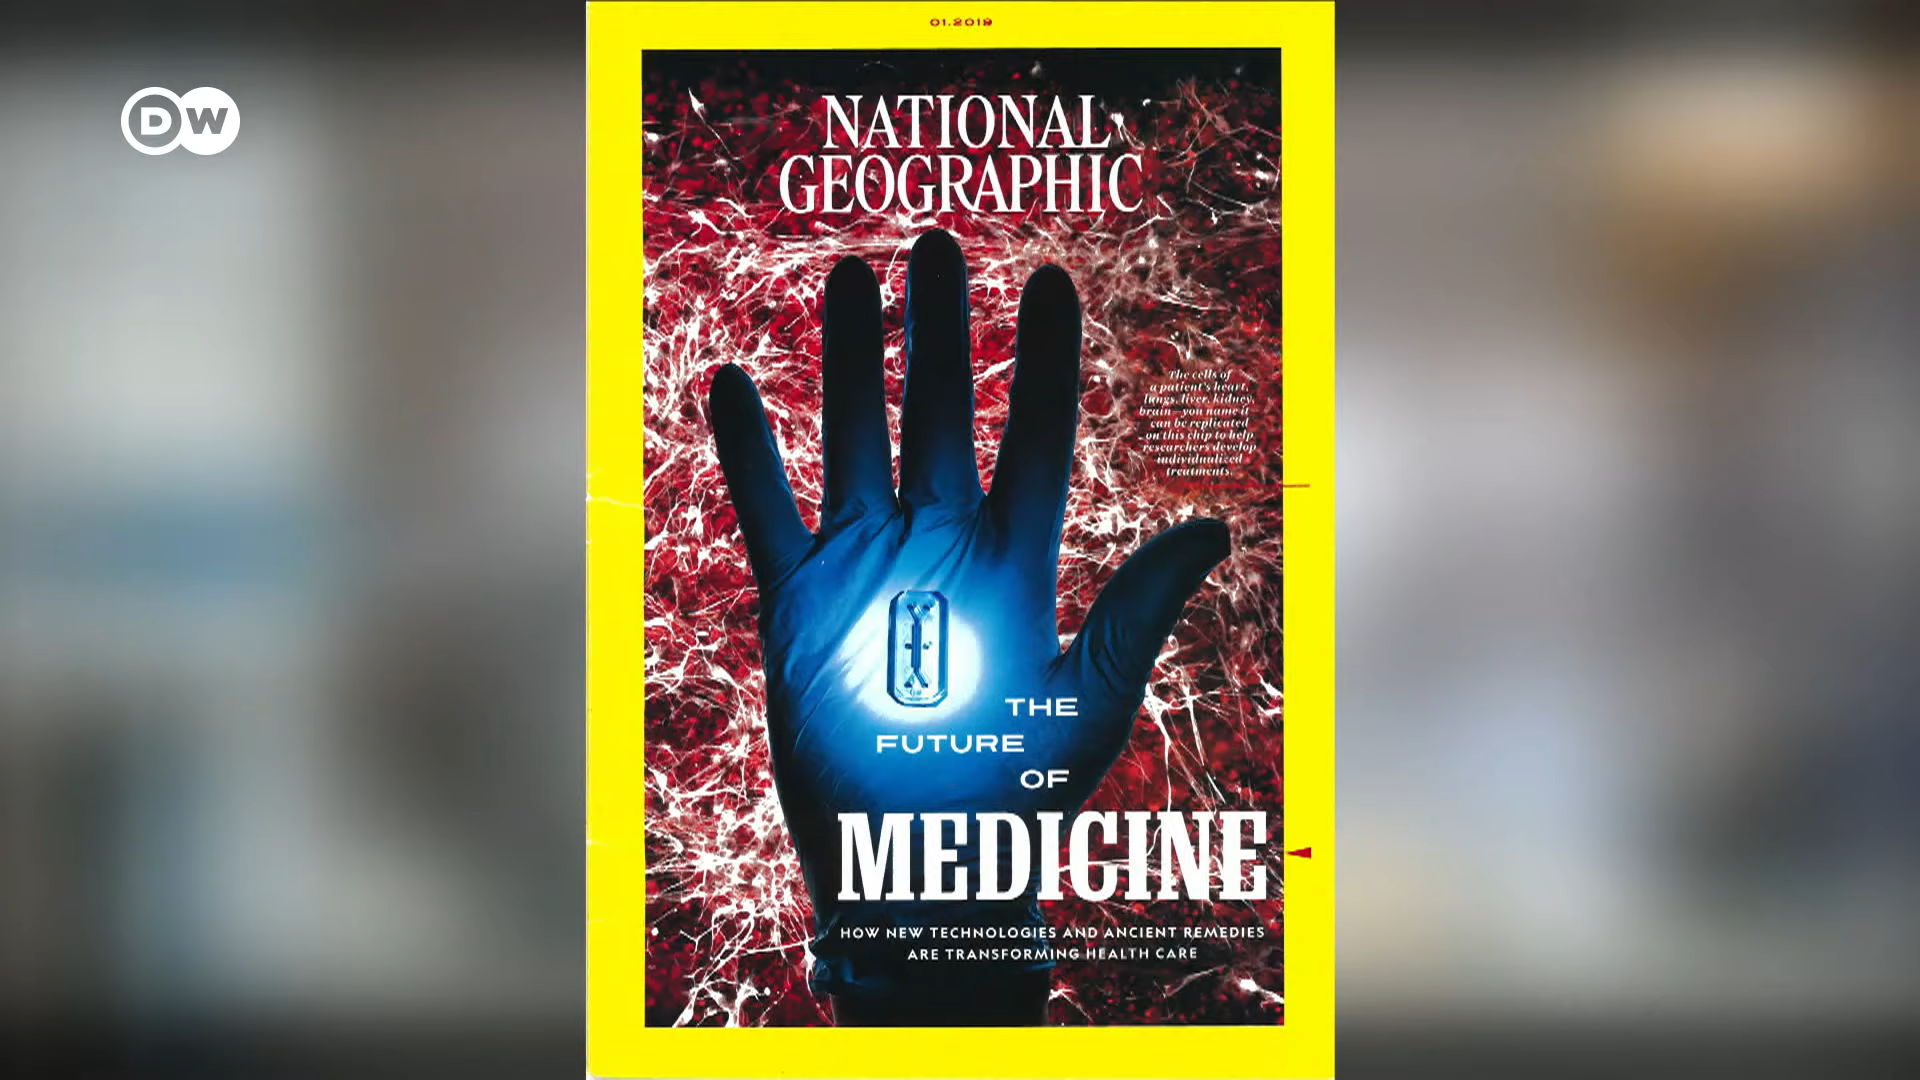 01.2019
DW
NATIONAL
GEOGRAPHIC
The cells of
a patient's heart,
lungs, liver, kidney,
brain—you name it—
can be replicated
on this chip to help
researchers develop
individualized
treatments.
THE
FUTURE
OF
MEDICINE
HOW NEW TECHNOLOGIES AND ANCIENT REMEDIES
ARE TRANSFORMING HEALTH CARE